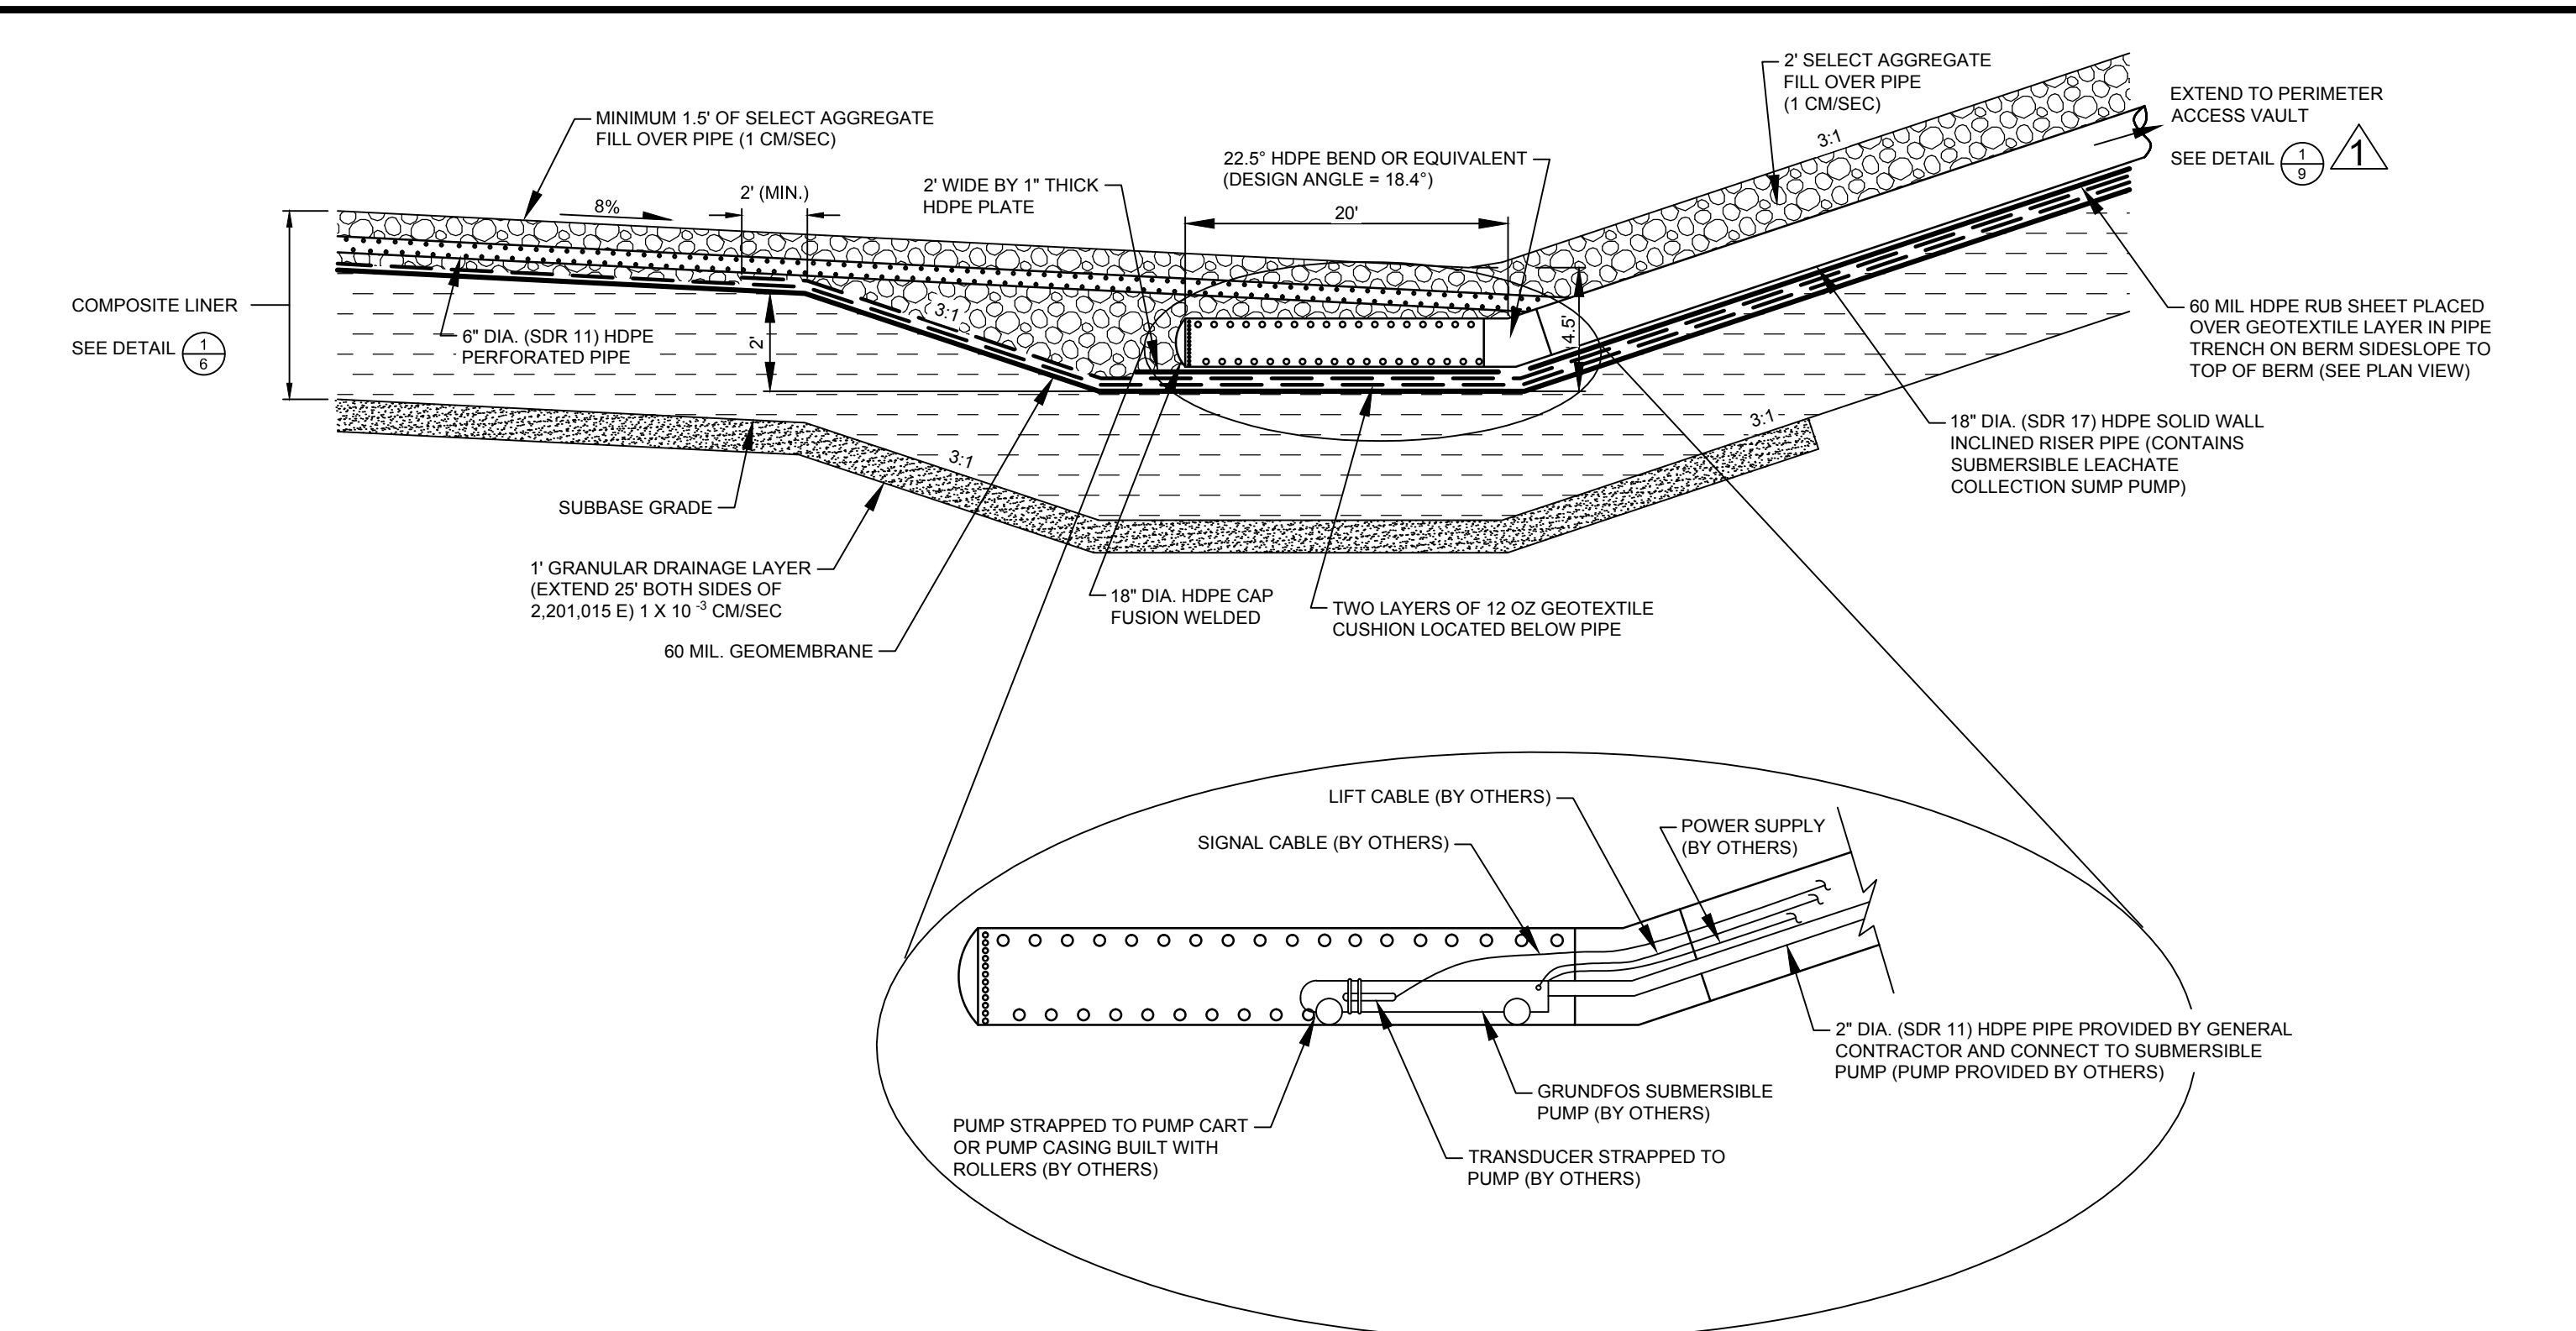 2' SELECT AGGREGATE
FILL OVER PIPE
(1 CM/SEC)
EXTEND TO PERIMETER
ACCESS VAULT
SEE DETAIL
1
9
1
MINIMUM 1.5' OF SELECT AGGREGATE
FILL OVER PIPE (1 CM/SEC)
3:1
22.5° HDPE BEND OR EQUIVALENT
(DESIGN ANGLE = 18.4°)
2' WIDE BY 1" THICK
HDPE PLATE
2' (MIN.)
8%
20'
COMPOSITE LINER
SEE DETAIL
1
6
6" DIA. (SDR 11) HDPE
PERFORATED PIPE
2'
3:1
4.5'
60 MIL HDPE RUB SHEET PLACED
OVER GEOTEXTILE LAYER IN PIPE
TRENCH ON BERM SIDESLOPE TO
TOP OF BERM (SEE PLAN VIEW)
3:1
18" DIA. (SDR 17) HDPE SOLID WALL
INCLINED RISER PIPE (CONTAINS
SUBMERSIBLE LEACHATE
COLLECTION SUMP PUMP)
3:1
SUBBASE GRADE
1' GRANULAR DRAINAGE LAYER
(EXTEND 25' BOTH SIDES OF
2,201,015 E) 1 X 10 -3 CM/SEC
18" DIA. HDPE CAP
FUSION WELDED
TWO LAYERS OF 12 OZ GEOTEXTILE
CUSHION LOCATED BELOW PIPE
60 MIL. GEOMEMBRANE
LIFT CABLE (BY OTHERS)
SIGNAL CABLE (BY OTHERS)
POWER SUPPLY
(BY OTHERS)
2" DIA. (SDR 11) HDPE PIPE PROVIDED BY GENERAL
CONTRACTOR AND CONNECT TO SUBMERSIBLE
PUMP (PUMP PROVIDED BY OTHERS)
GRUNDFOS SUBMERSIBLE
PUMP (BY OTHERS)
PUMP STRAPPED TO PUMP CART
OR PUMP CASING BUILT WITH
ROLLERS (BY OTHERS)
TRANSDUCER STRAPPED TO
PUMP (BY OTHERS)